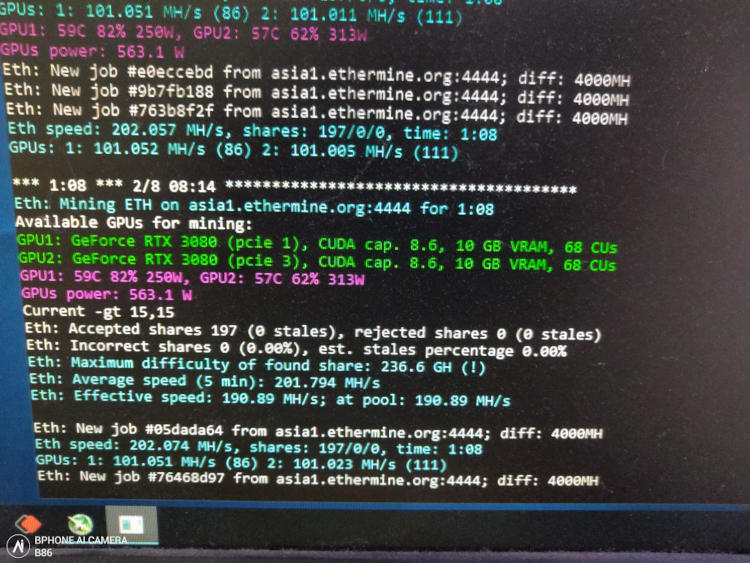 GPUs: 1: 101.051 MH/s (86) 2: 101.011 MH/s (111)
GPU1: 59C 82% 250W, GPU2: 57C 62% 313W
GPUs power: 563.1 W
Eth: New job #e0eccebd from asia1.ethermine.org:4444; diff: 4000MH
Eth: New job #9b7fb188 from asia1.ethermine.org:4444; diff: 4000MH
Eth: New job #763b8f2f from asia1.ethermine.org:4444; diff: 4000MH
Eth speed: 202.057 MH/s, shares: 197/0/0, time: 1:08
GPUs: 1: 101.052 MH/s (86) 2: 101.005 MH/s (111)
*** 1:08 *** 2/8 08:14 **************************************
Eth: Mining ETH on asia1.ethermine.org:4444 for 1:08
Available GPUs for mining:
GPU1: GeForce RTX 3080 (pcie 1), CUDA cap. 8.6, 10 GB VRAM, 68 CUs
GPU2: GeForce RTX 3080 (pcie 3), CUDA cap. 8.6, 10 GB VRAM, 68 CUs
GPU1: 59C 82% 250W, GPU2: 57C 62% 313W
GPUs power: 563.1 W
Current -gt 15,15
Eth: Accepted shares 197 (0 stales), rejected shares 0 (0 stales)
Eth: Incorrect shares 0 (0.00%), est. stales percentage 0.00%
Eth: Maximum difficulty of found share: 236.6 GH (!)
Eth: Average speed (5 min): 201.794 MH/s
Eth: Effective speed: 190.89 MH/s; at pool: 190.89 MH/s
Eth: New job #05dada64 from asia1.ethermine.org:4444; diff: 4000MH
Eth speed: 202.074 MH/s, shares: 197/0/0, time: 1:08
GPUs: 1: 101.051 MH/s (86) 2: 101.023 MH/s (111)
Eth: New job #76468d97 from asia1.ethermine.org:4444; diff: 4000MH
BPHONE AI CAMERA
B86